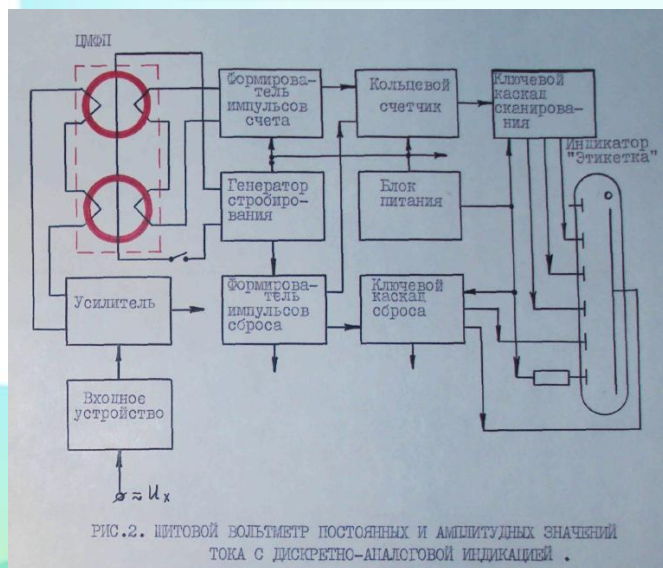 ЦМФП
Формирова-
тель
импульсов
счета
Кольцевой
счетчик
Ключевой
каскад
сканирова-
ния
Индикатор
"Этикетка"
Генератор
стробиро-
вания
Блок
питания
Усилитель
Формирова-
тель
импульсов
сброса
Ключевой
каскад
сброса
Входное
устройство
≂ Uх
РИС.2. ЩИТОВОЙ ВОЛЬТМЕТР ПОСТОЯННЫХ И АМПЛИТУДНЫХ ЗНАЧЕНИЙ
ТОКА С ДИСКРЕТНО-АНАЛОГОВОЙ ИНДИКАЦИЕЙ .